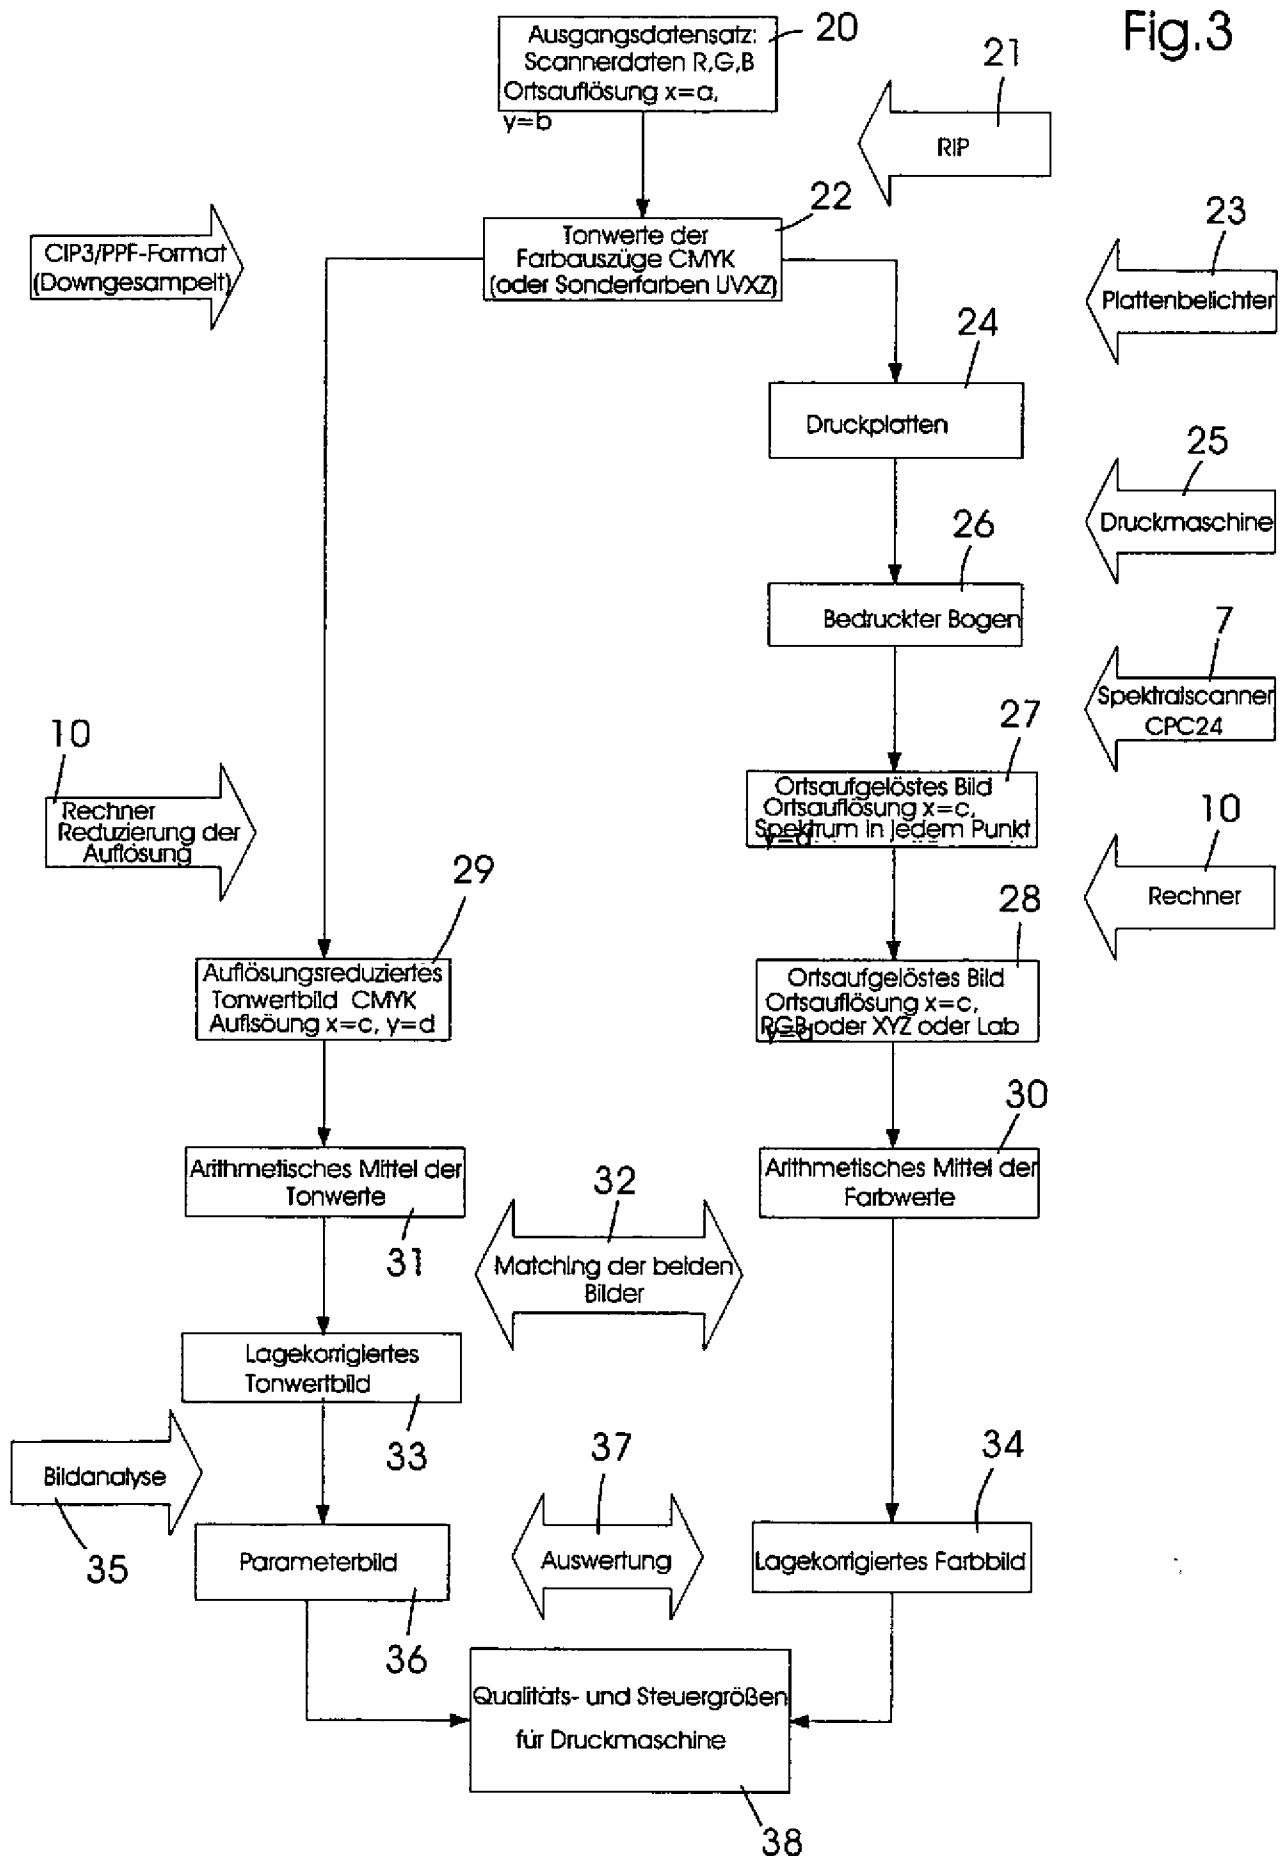 Fig.3
20
Ausgangsdatensatz:
Scannerdaten R,G,B
Ortsauflösung x=a,
y=b
21
RIP
22
Tonwerte der
Farbauszüge CMYK
(oder Sonderfarben UVXZ)
CIP3/PPF-Format
(Downgesampelt)
23
Plattenbelichter
24
Druckplatten
25
Druckmaschine
26
Bedruckter Bogen
7
Spektralscanner
CPC24
27
Ortsaufgelöstes Bild
Ortsauflösung x=c,
Spektrum in jedem Punkt
y=d
10
Rechner
Reduzierung der
Auflösung
10
Rechner
29
Auflösungsreduziertes
Tonwertbild CMYK
Auflsöung x=c, y=d
28
Ortsaufgelöstes Bild
Ortsauflösung x=c,
RGB oder XYZ oder Lab
y=d
30
Arithmetisches Mittel der
Tonwerte
31
Arithmetisches Mittel der
Farbwerte
32
Matching der beiden
Bilder
Lagekorrigiertes
Tonwertbild
33
Bildanalyse
35
37
Auswertung
34
Parameterbild
36
Lagekorrigiertes Farbbild
Qualitäts- und Steuergrößen
für Druckmaschine
38